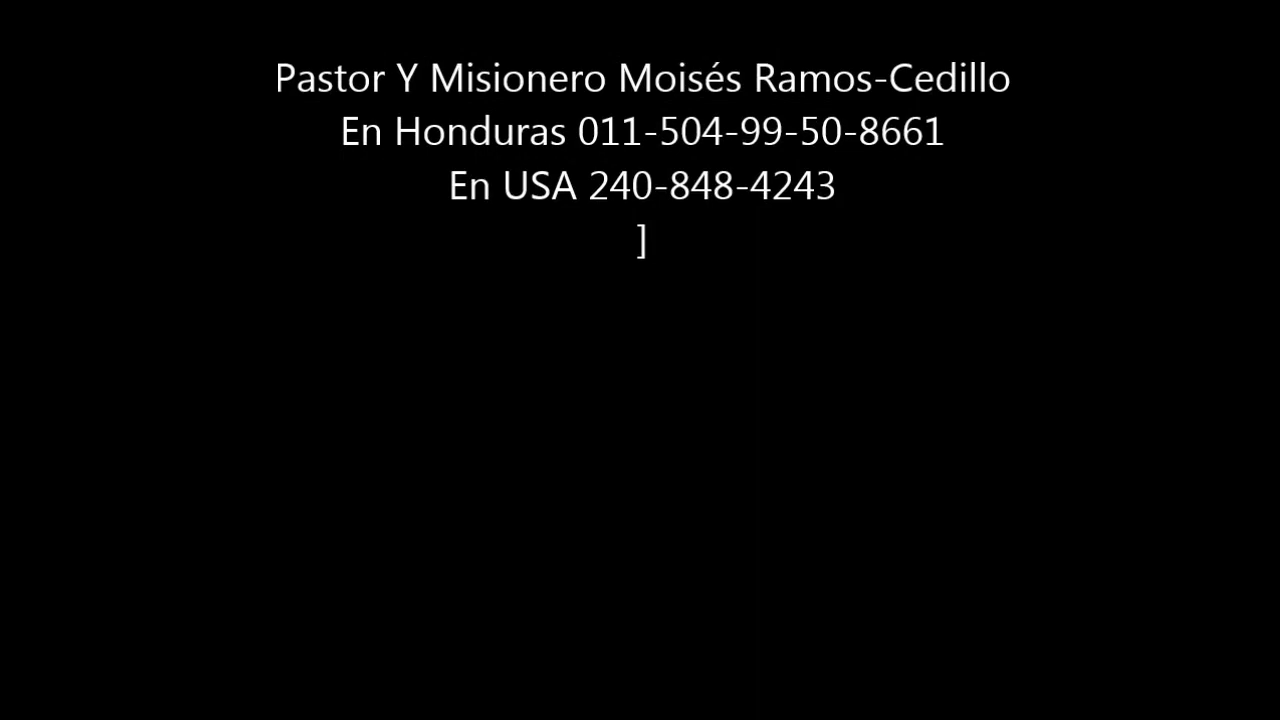 Pastor Y Misionero Moisés Ramos-Cedillo
En Honduras 011-504-99-50-8661
En USA 240-848-4243
]